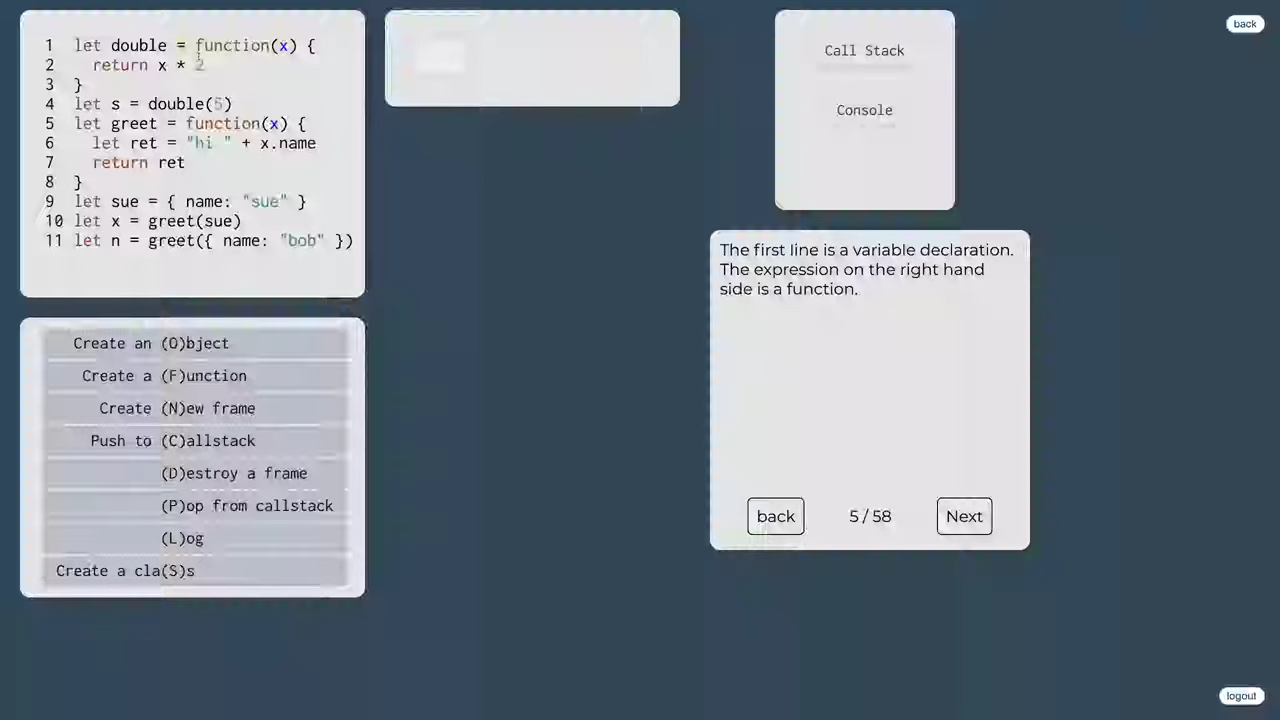 1 let double = function(x) {
2 return x * 2
3 }
4 let s = double(5)
5 let greet = function(x) {
6 let ret = "hi " + x.name
7 return ret
8 }
9 let sue = { name: "sue" }
10 let x = greet(sue)
11 let n = greet({ name: "bob" })
Create an (O)bject
Create a (F)unction
Create (N)ew frame
Push to (C)allstack
(D)estroy a frame
(P)op from callstack
(L)og
Create a cla(S)s
Call Stack
Console
The first line is a variable declaration.
The expression on the right hand
side is a function.
back
5 / 58
Next
back
logout